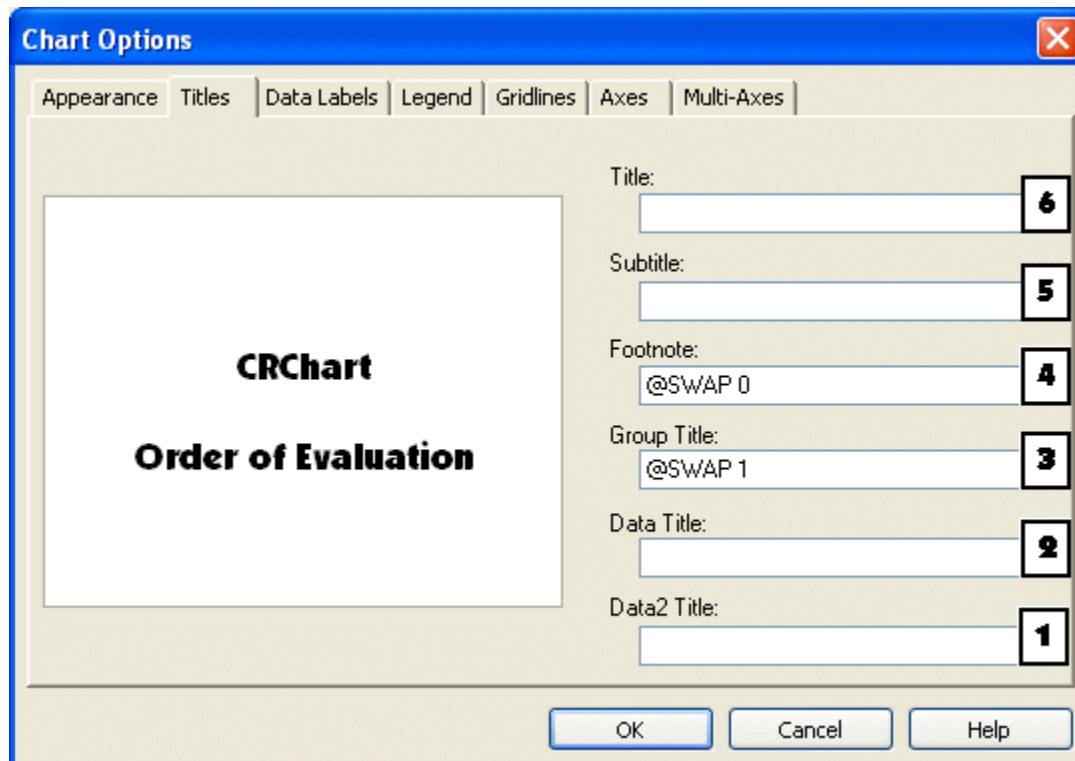 Chart Options
Appearance Titles Data Labels Legend Gridlines Axes Multi-Axes
CRChart
Order of Evaluation
Title:
6
Subtitle:
5
Footnote:
@SWAP 0
4
Group Title:
@SWAP 1
3
Data Title:
2
Data2 Title:
1
OK Cancel Help